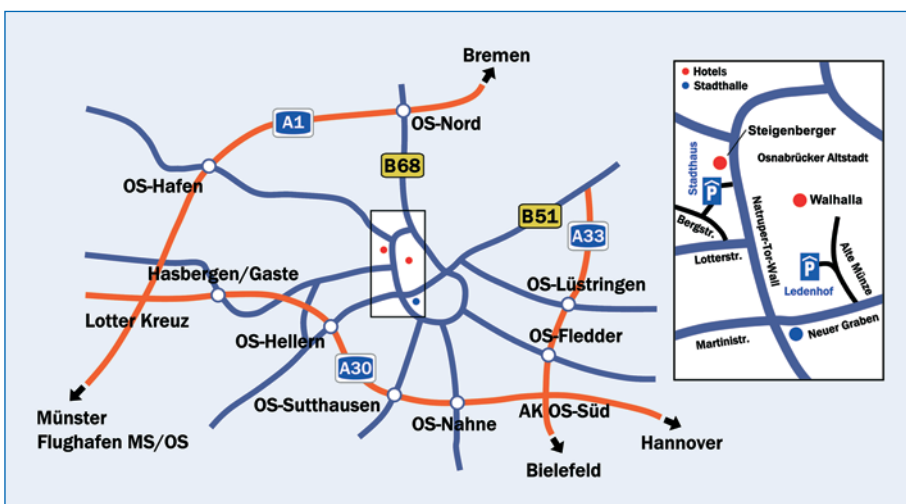 Bremen
A1
OS-Nord
B68
OS-Hafen
B51
A33
Hasbergen/Gaste
OS-Lüstringen
Lotter Kreuz
OS-Hellern
OS-Fledder
A30
OS-Sutthausen
OS-Nahne
AK OS-Süd
Münster
Flughafen MS/OS
Hannover
Bielefeld
Hotels
Stadthalle
Steigenberger
Osnabrücker Altstadt
Stadthaus
P
Walhalla
Bergstr.
Natruper-Tor-Wall
Lotterstr.
Alte Münze
P
Ledenhof
Neuer Graben
Martinistr.